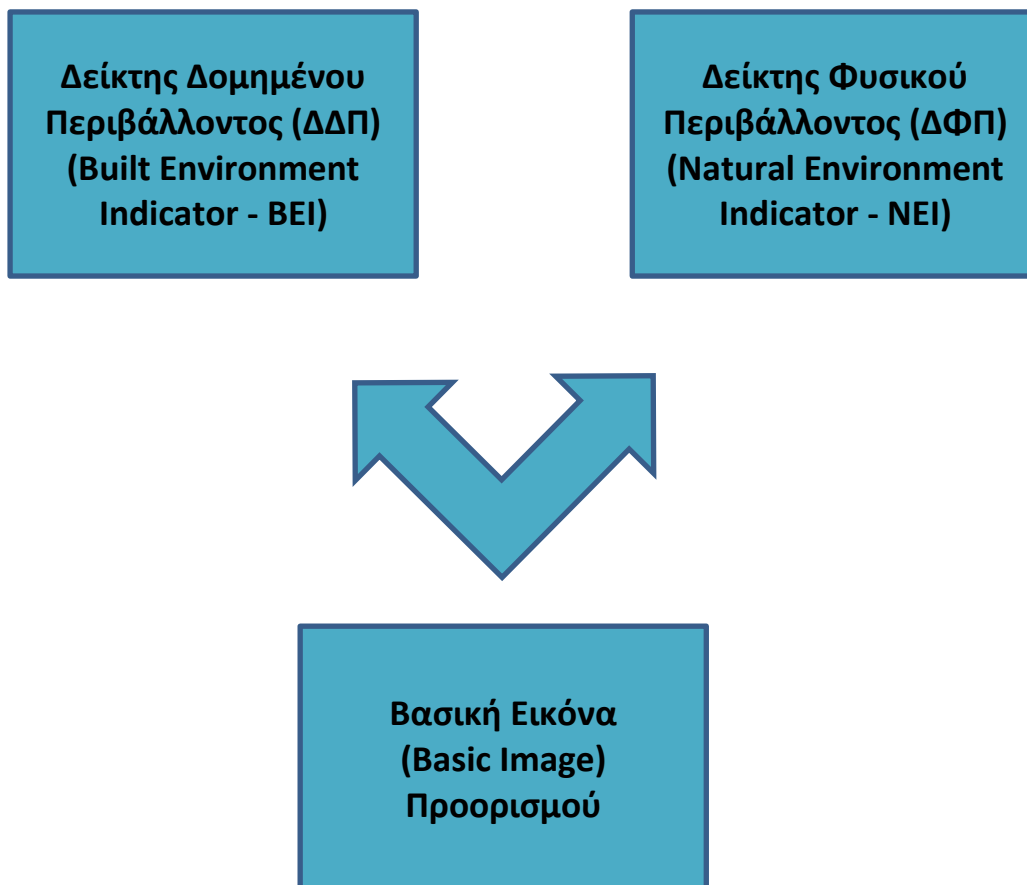 Δείκτης Δομημένου
Περιβάλλοντος (ΔΔΠ)
(Built Environment
Indicator - BEI)
Δείκτης Φυσικού
Περιβάλλοντος (ΔΦΠ)
(Natural Environment
Indicator - NEI)
Βασική Εικόνα
(Basic Image)
Προορισμού